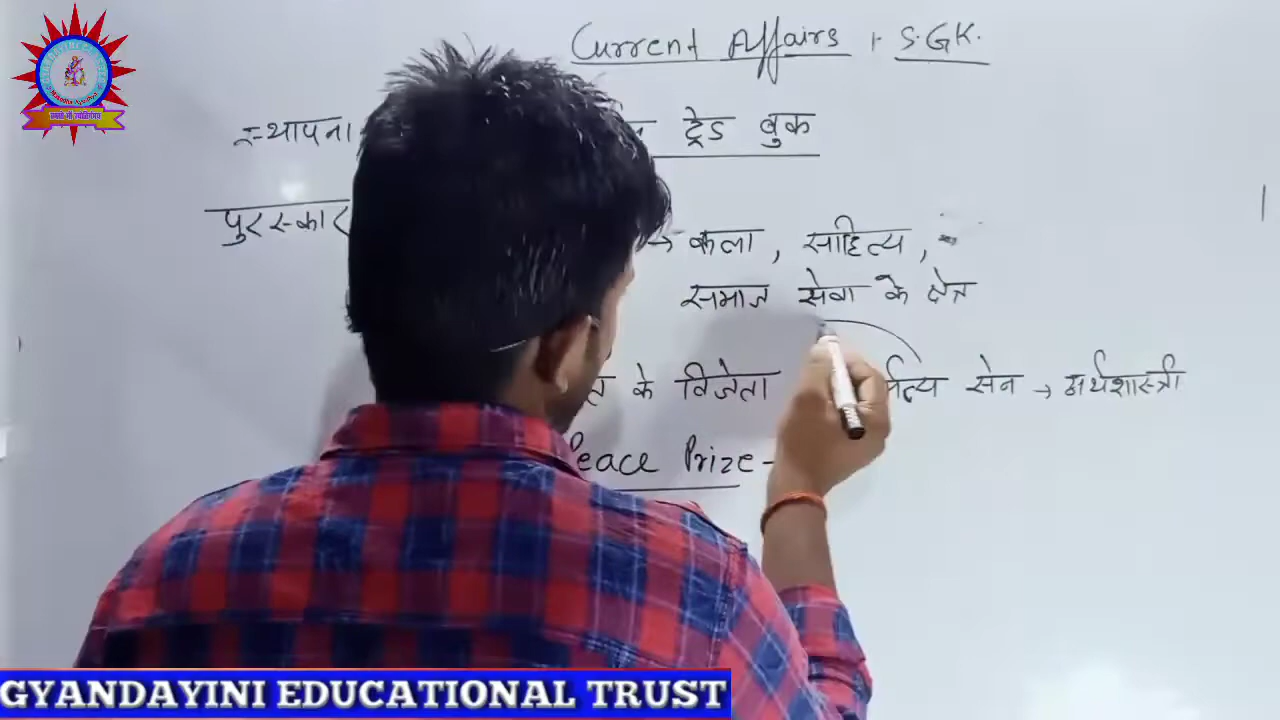 Current Affairs + S.GK.
स्थापना
ट्रेड बुक
पुरस्कार
→ कला, साहित्य,
समाज सेवा के क्षेत्र
के विजेता
सेन → अर्थशास्त्री
Peace Prize -
GYANDAYINI EDUCATIONAL TRUST